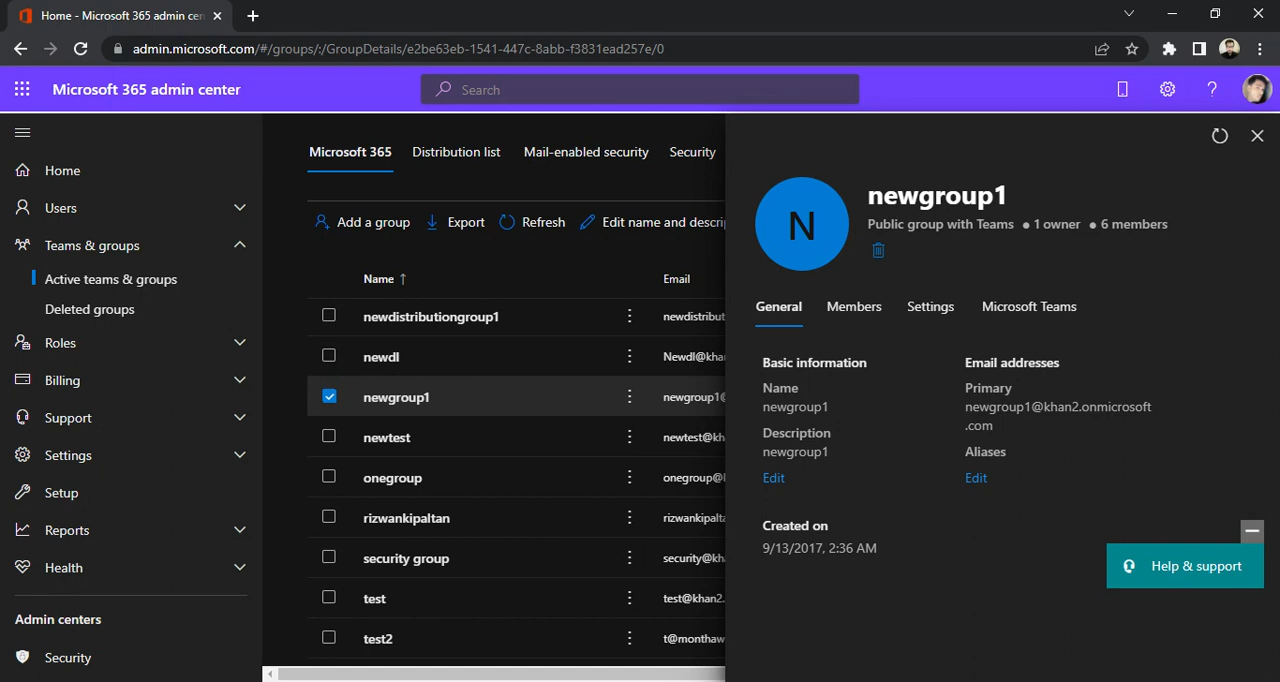 Home - Microsoft 365 admin cen
admin.microsoft.com/#/groups/:/GroupDetails/e2be63eb-1541-447c-8abb-f3831ead257e/0
Microsoft 365 admin center
Search
Home
Users
Teams & groups
Active teams & groups
Deleted groups
Roles
Billing
Support
Settings
Setup
Reports
Health
Admin centers
Security
Microsoft 365 Distribution list Mail-enabled security Security
Add a group Export Refresh Edit name and descrip
Name ↑ Email
newdistributiongroup1 newdistribut
newdl Newdl@kha
newgroup1 newgroup1@
newtest newtest@kh
onegroup onegroup@
rizwankipaltan rizwankipalta
security group security@kh
test test@khan2.
test2 t@monthaw
N
newgroup1
Public group with Teams ● 1 owner ● 6 members
General Members Settings Microsoft Teams
Basic information
Name
newgroup1
Description
newgroup1
Edit
Email addresses
Primary
newgroup1@khan2.onmicrosoft
.com
Aliases
Edit
Created on
9/13/2017, 2:36 AM
Help & support